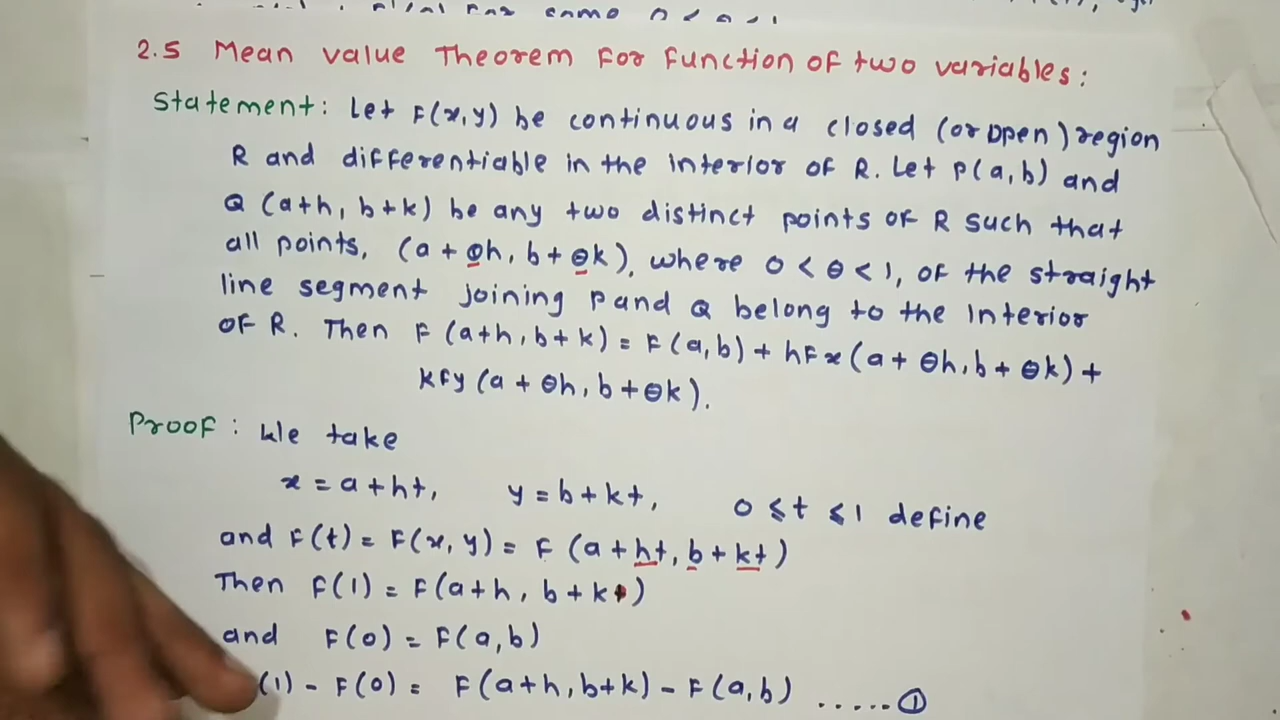 2.5 Mean value Theorem For Function of two variables:
Statement: Let F(x,y) be continuous in a closed (or open) region
R and differentiable in the interior of R. Let P(a,b) and
Q (a+h, b+k) be any two distinct points of R such that
all points, (a + θh, b + θk), where 0 < θ < 1, of the straight
line segment joining P and Q belong to the Interior
of R. Then F (a+h, b+k) = F(a,b) + hFx(a + θh, b + θk) +
kFy (a + θh, b + θk).
Proof: We take
x = a+ht, y = b+kt, 0 ≤ t ≤ 1 define
and F(t) = F(x,y) = F (a+ht, b+kt)
Then F(1) = F(a+h, b+k)
and F(0) = F(a,b)
(1) - F(0) = F(a+h, b+k) - F(a,b) ..... ①